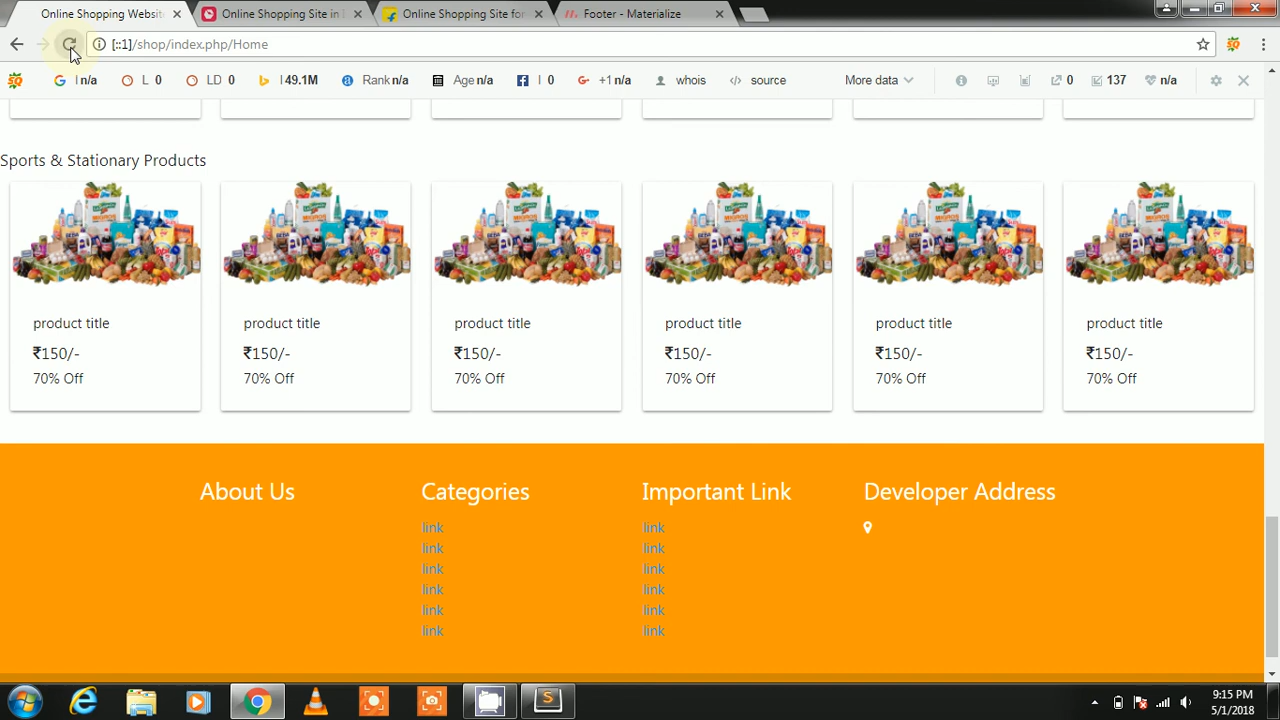 Online Shopping Websit
Online Shopping Site in I
Online Shopping Site for
Footer - Materialize
[::1]/shop/index.php/Home
I n/a
L 0
LD 0
I 49.1M
Rank n/a
Age n/a
I 0
+1 n/a
whois
source
More data
0
137
n/a
Sports & Stationary Products
product title product title product title product title product title product title
₹150/- ₹150/- ₹150/- ₹150/- ₹150/- ₹150/-
70% Off 70% Off 70% Off 70% Off 70% Off 70% Off
About Us Categories Important Link Developer Address
link link
link link
link link
link link
link link
link link
9:15 PM
5/1/2018